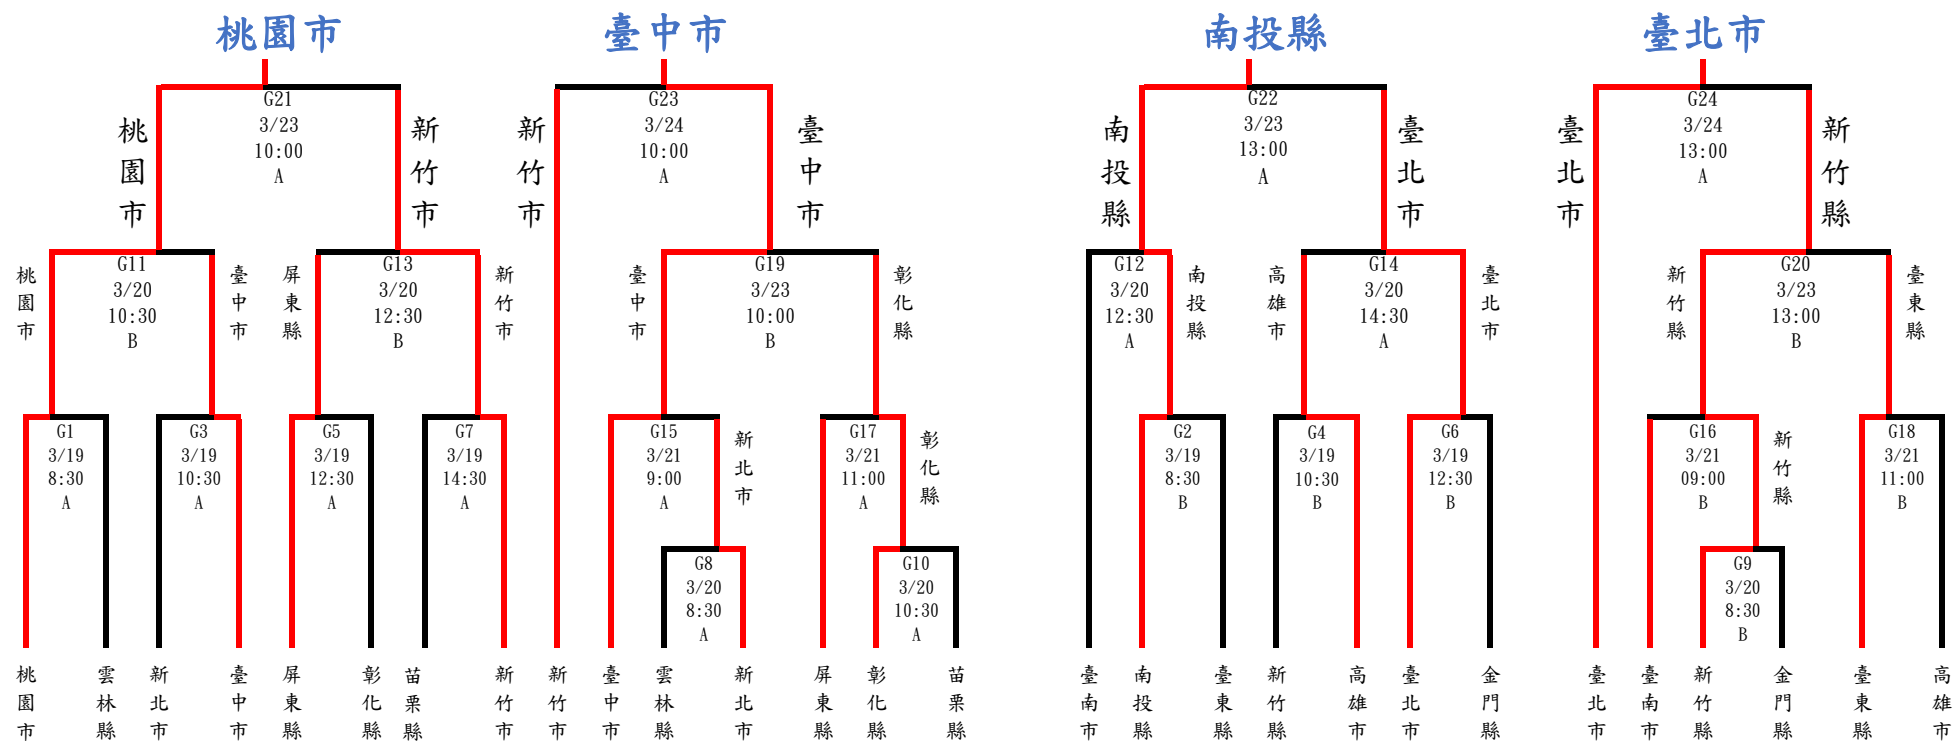 桃園市
臺中市
南投縣
臺北市
G21
3/23
10:00
A
G23
3/24
10:00
A
G22
3/23
13:00
A
G24
3/24
13:00
A
桃園市
新竹市
新竹市
臺中市
南投縣
臺北市
臺北市
新竹縣
G11
3/20
10:30
B
G13
3/20
12:30
B
G19
3/23
10:00
B
G12
3/20
12:30
A
G14
3/20
14:30
A
G20
3/23
13:00
B
桃園市
臺中市
屏東縣
新竹市
臺中市
彰化縣
南投縣
高雄市
臺北市
新竹縣
臺東縣
G1
3/19
8:30
A
G3
3/19
10:30
A
G5
3/19
12:30
A
G7
3/19
14:30
A
G15
3/21
9:00
A
新北市
G17
3/21
11:00
A
彰化縣
G2
3/19
8:30
B
G4
3/19
10:30
B
G6
3/19
12:30
B
G16
3/21
09:00
B
新竹縣
G18
3/21
11:00
B
G8
3/20
8:30
A
G10
3/20
10:30
A
G9
3/20
8:30
B
桃園市
雲林縣
新北市
臺中市
屏東縣
彰化縣
苗栗縣
新竹市
新竹市
臺中市
雲林縣
新北市
屏東縣
彰化縣
苗栗縣
臺南市
南投縣
臺東縣
新竹縣
高雄市
臺北市
金門縣
臺北市
臺南市
新竹縣
金門縣
臺東縣
高雄市